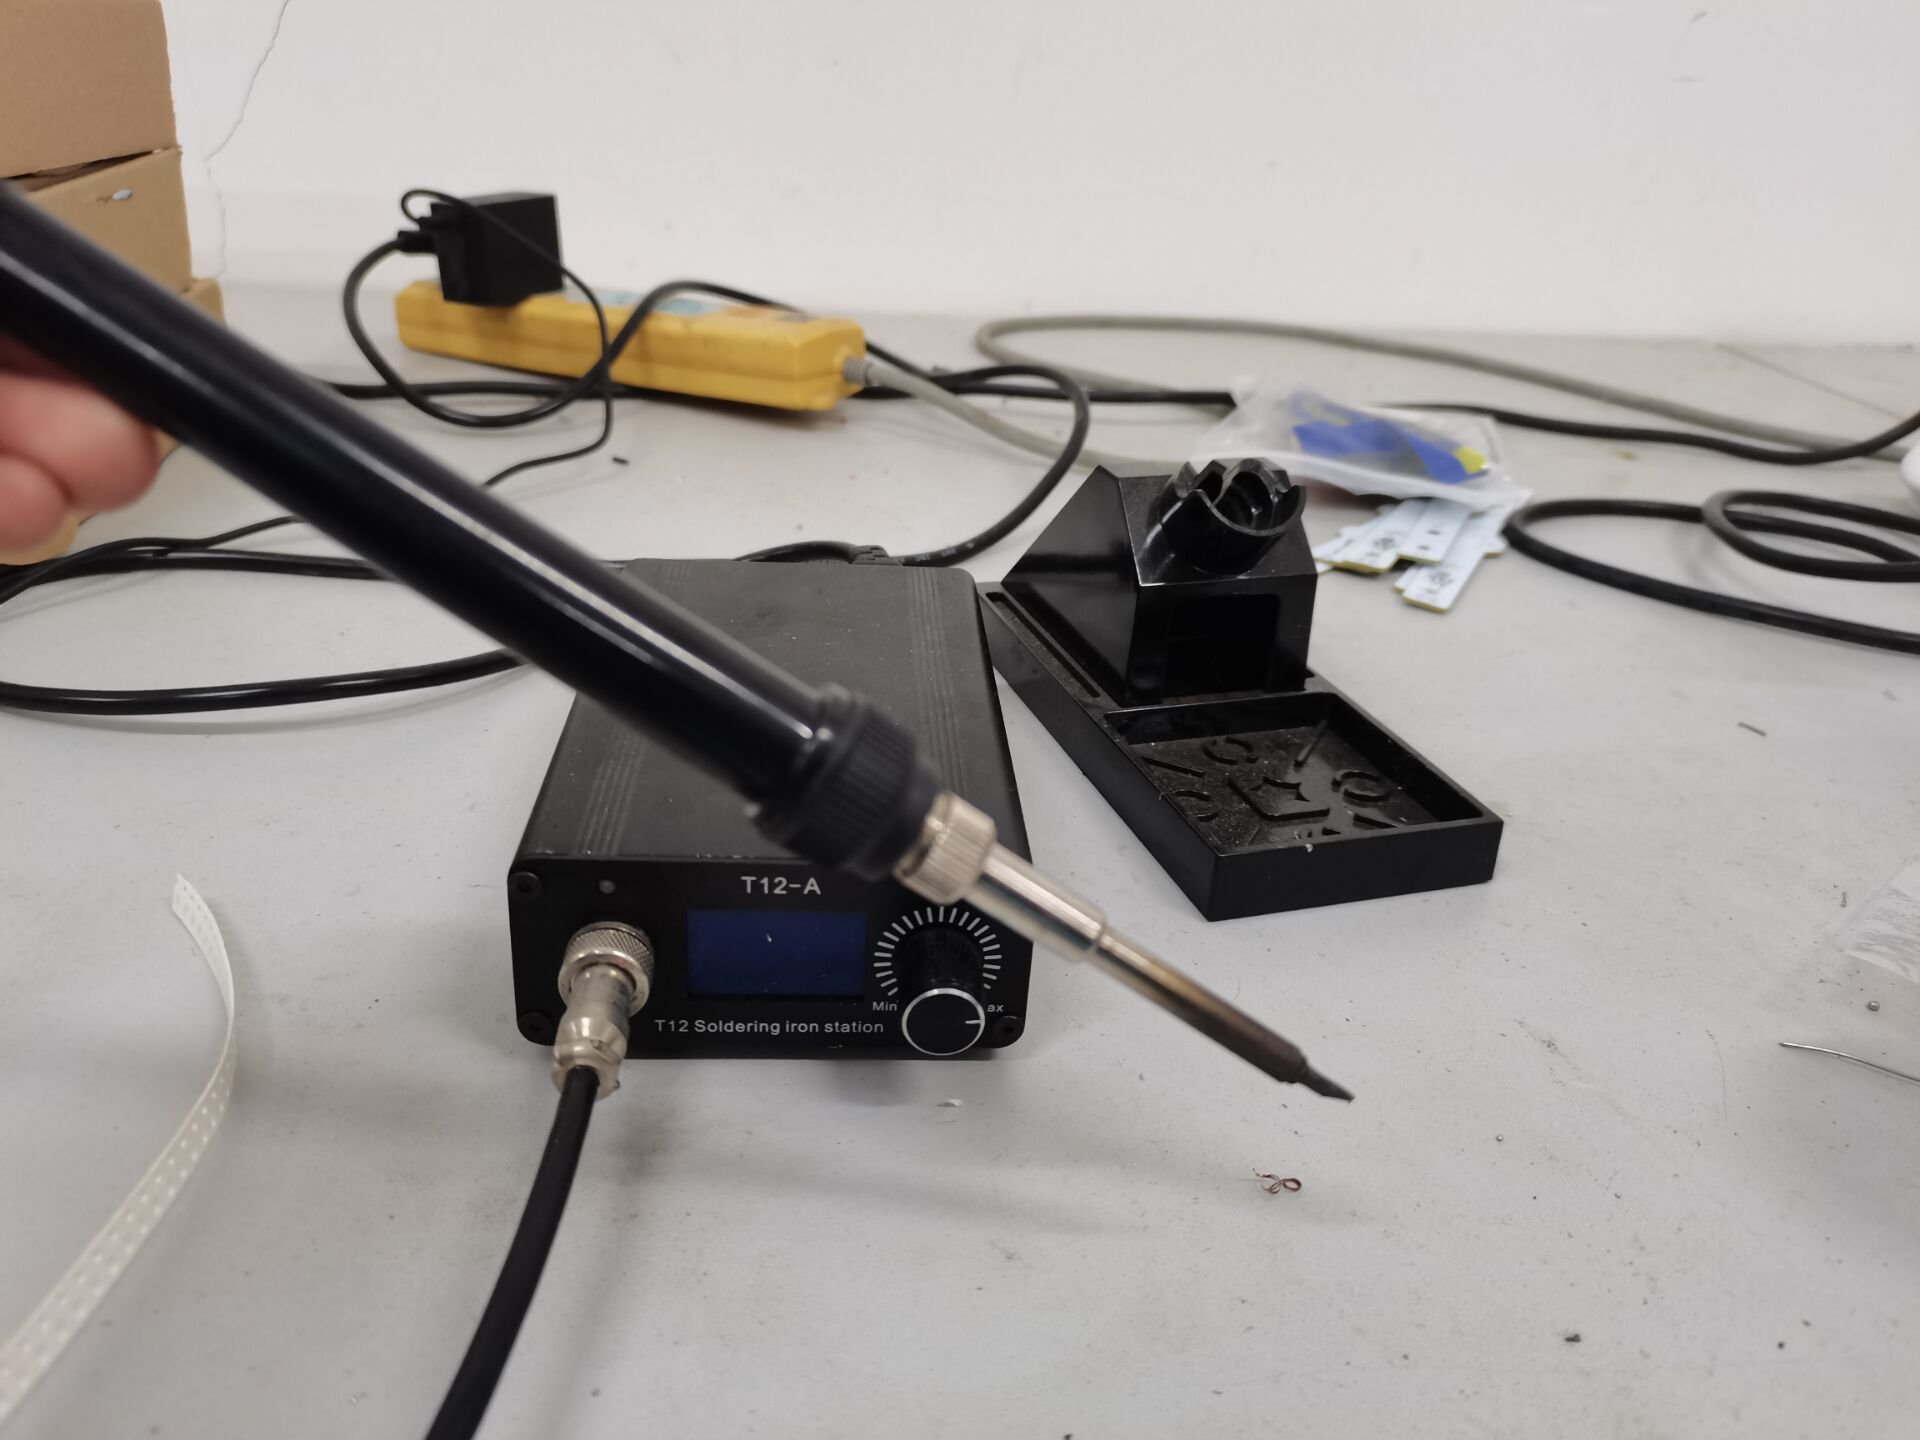 T12-A
Min
ax
T12 Soldering iron station